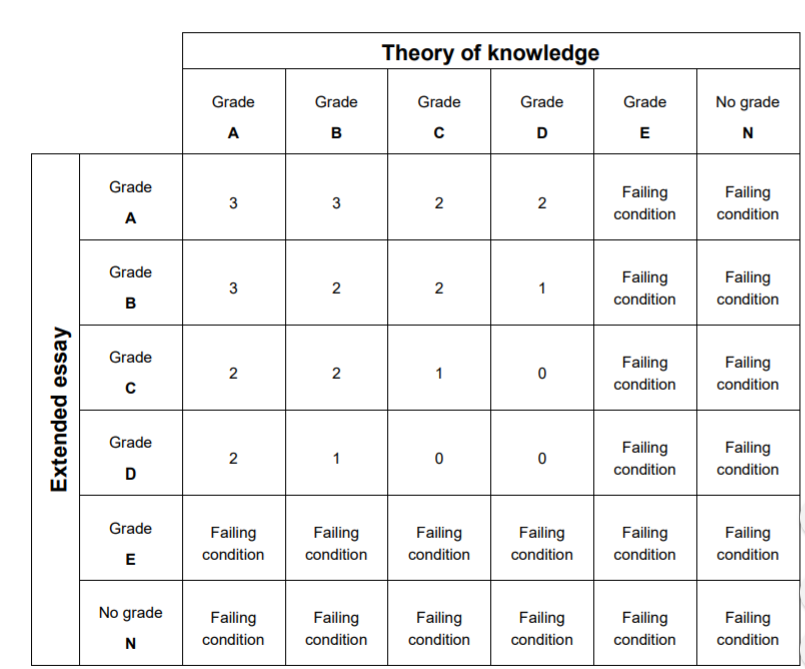 Theory of knowledge
Grade Grade Grade Grade Grade No grade
A B C D E N
Extended essay
Grade
A
3 3 2 2 Failing condition Failing condition
Grade
B
3 2 2 1 Failing condition Failing condition
Grade
C
2 2 1 0 Failing condition Failing condition
Grade
D
2 1 0 0 Failing condition Failing condition
Grade
E
Failing condition Failing condition Failing condition Failing condition Failing condition Failing condition
No grade
N
Failing condition Failing condition Failing condition Failing condition Failing condition Failing condition